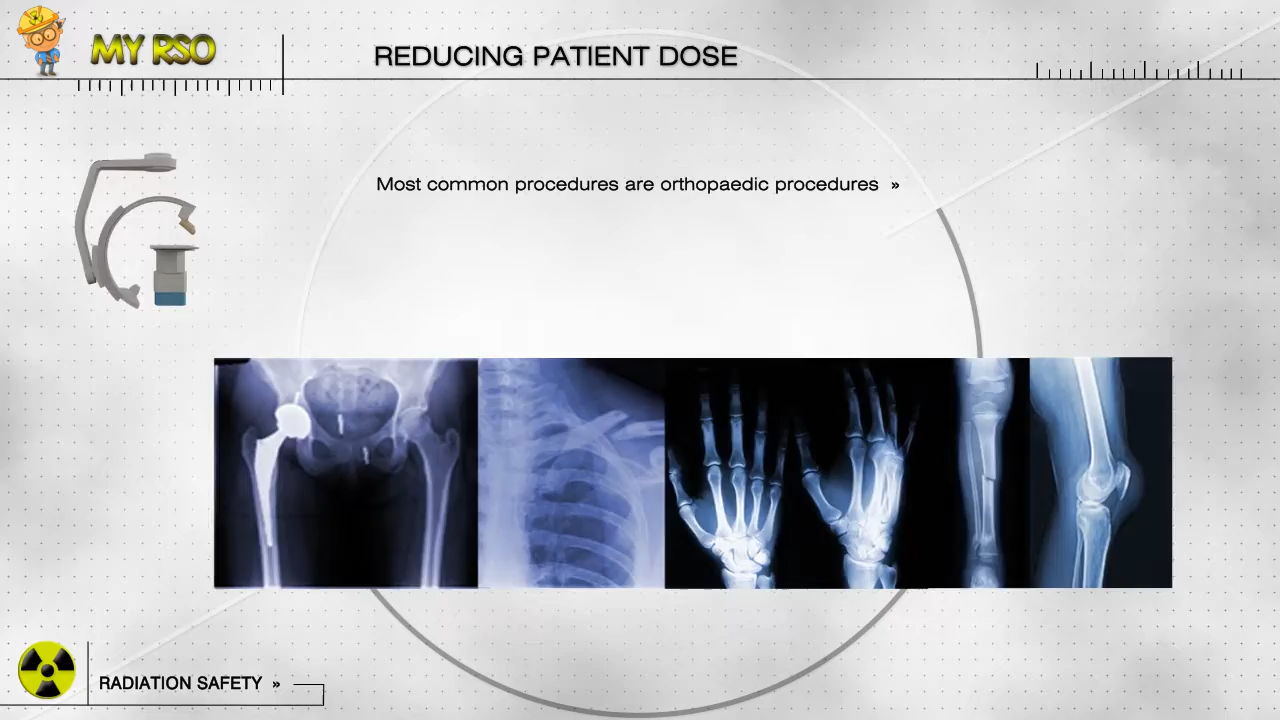 MY RSO
REDUCING PATIENT DOSE
Most common procedures are orthopaedic procedures »
RADIATION SAFETY »